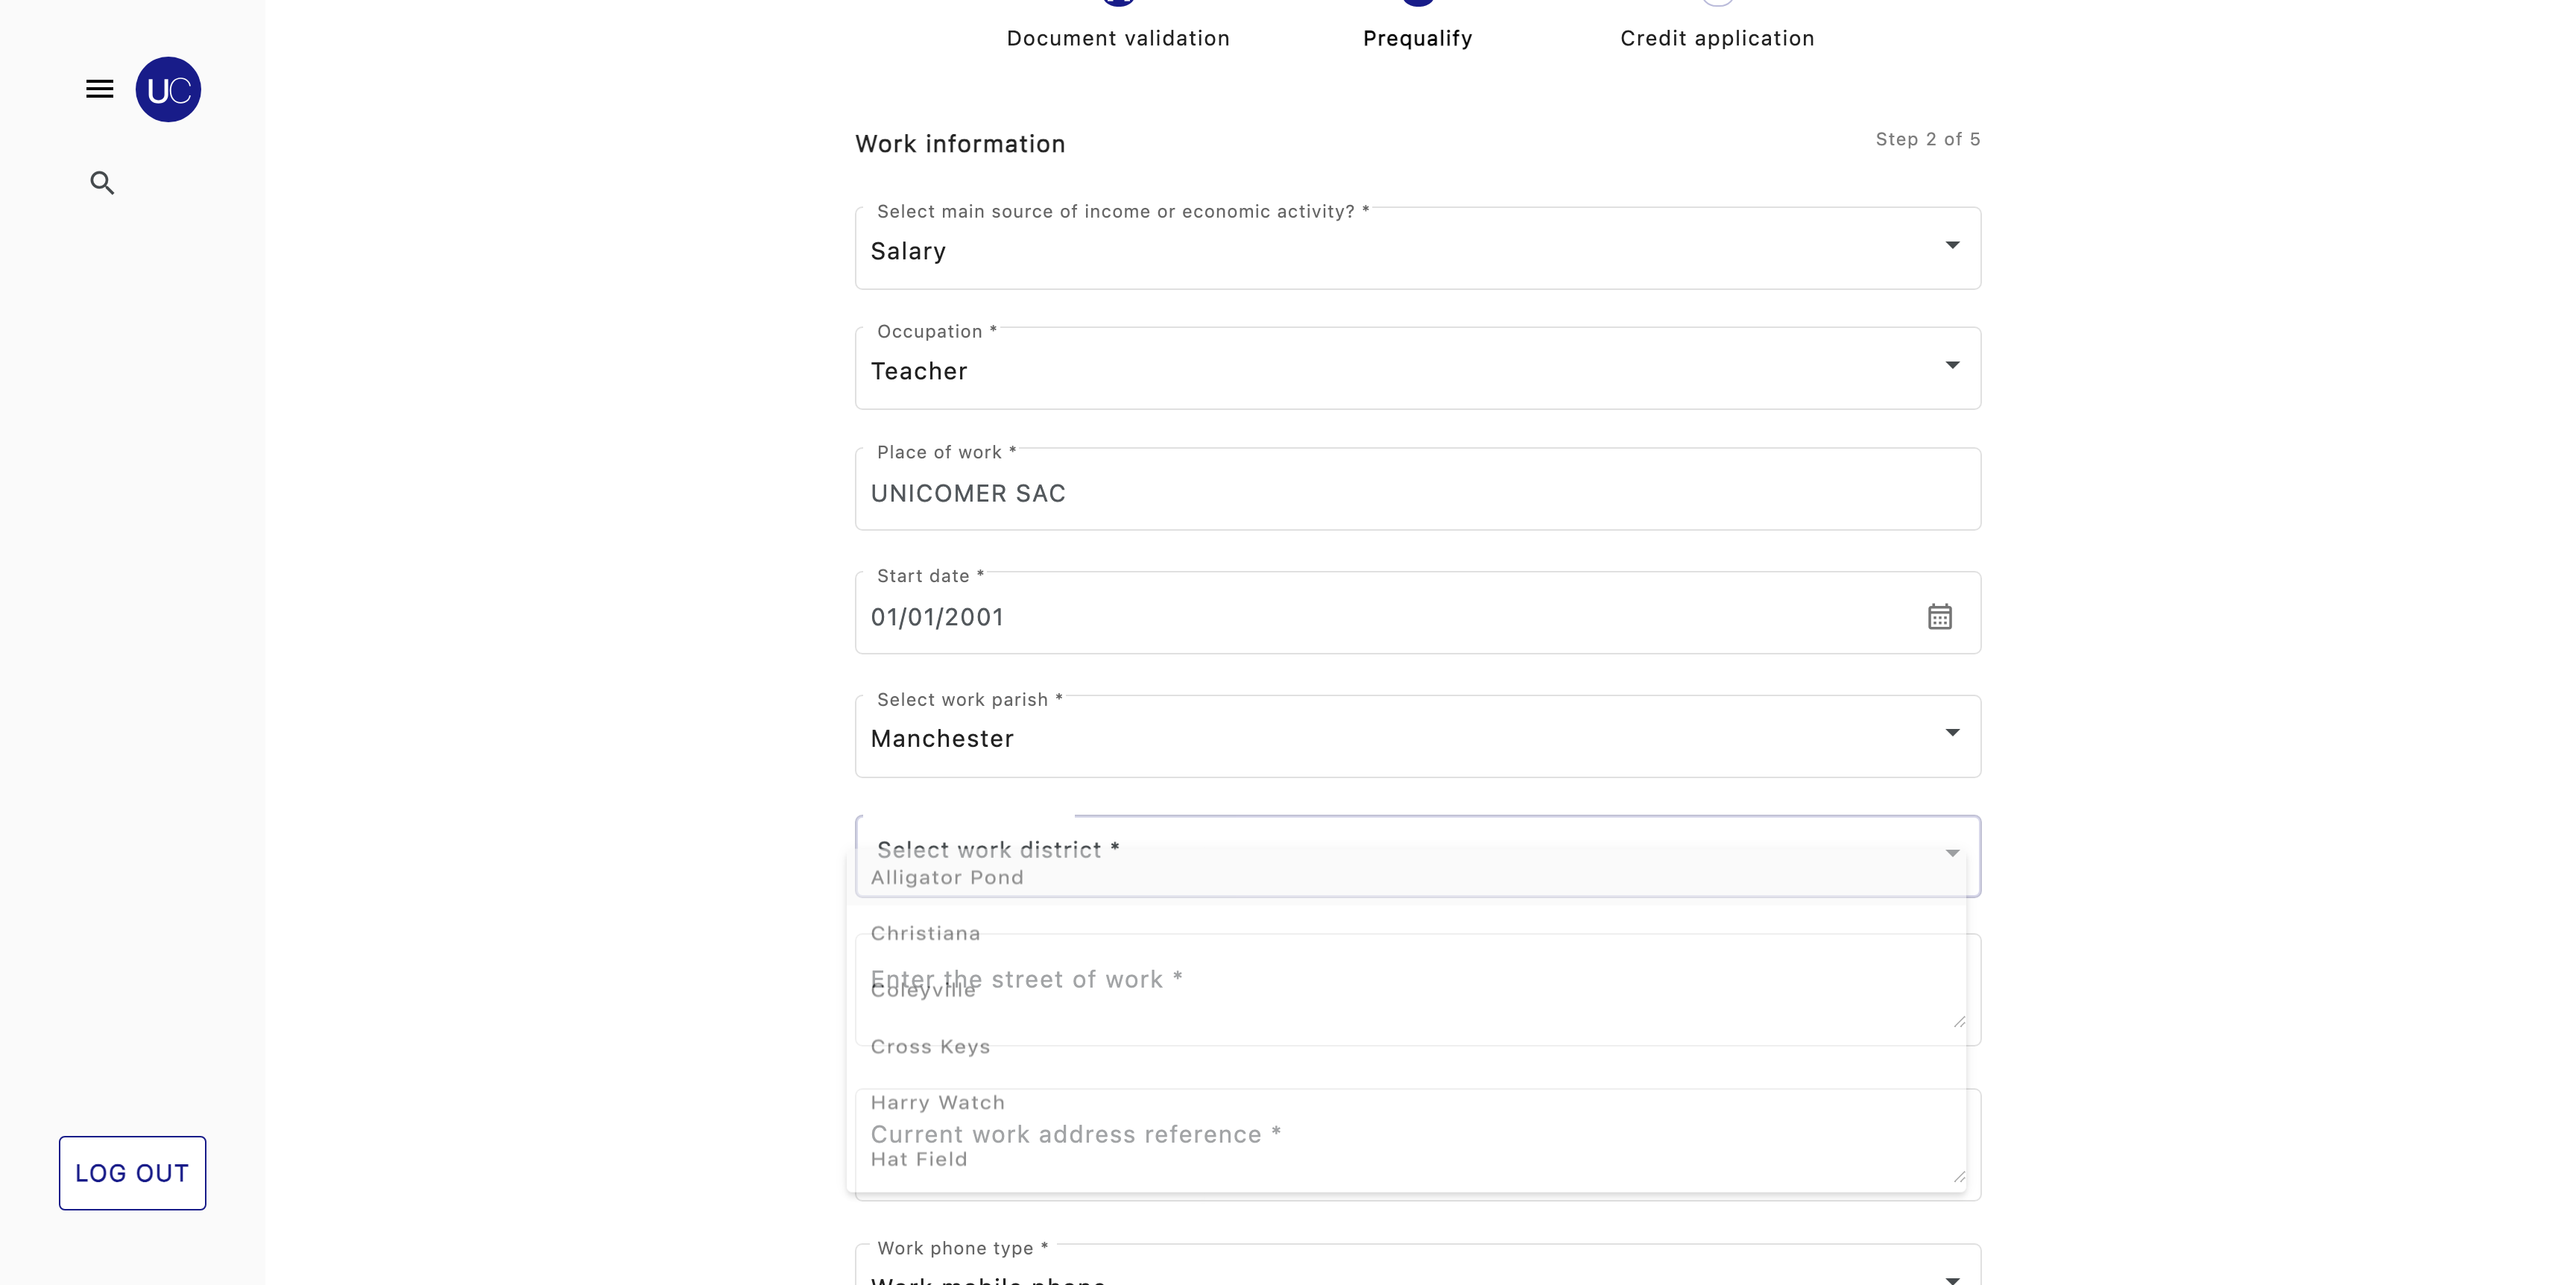 Document validation
Prequalify
Credit application
UC
Work information
Step 2 of 5
Select main source of income or economic activity? *
Salary
Occupation *
Teacher
Place of work *
UNICOMER SAC
Start date *
01/01/2001
Select work parish *
Manchester
Select work district *
Alligator Pond
Christiana
Enter the street of work *
Coleyville
Cross Keys
Harry Watch
Current work address reference *
Hat Field
LOG OUT
Work phone type *
Work mobile phone